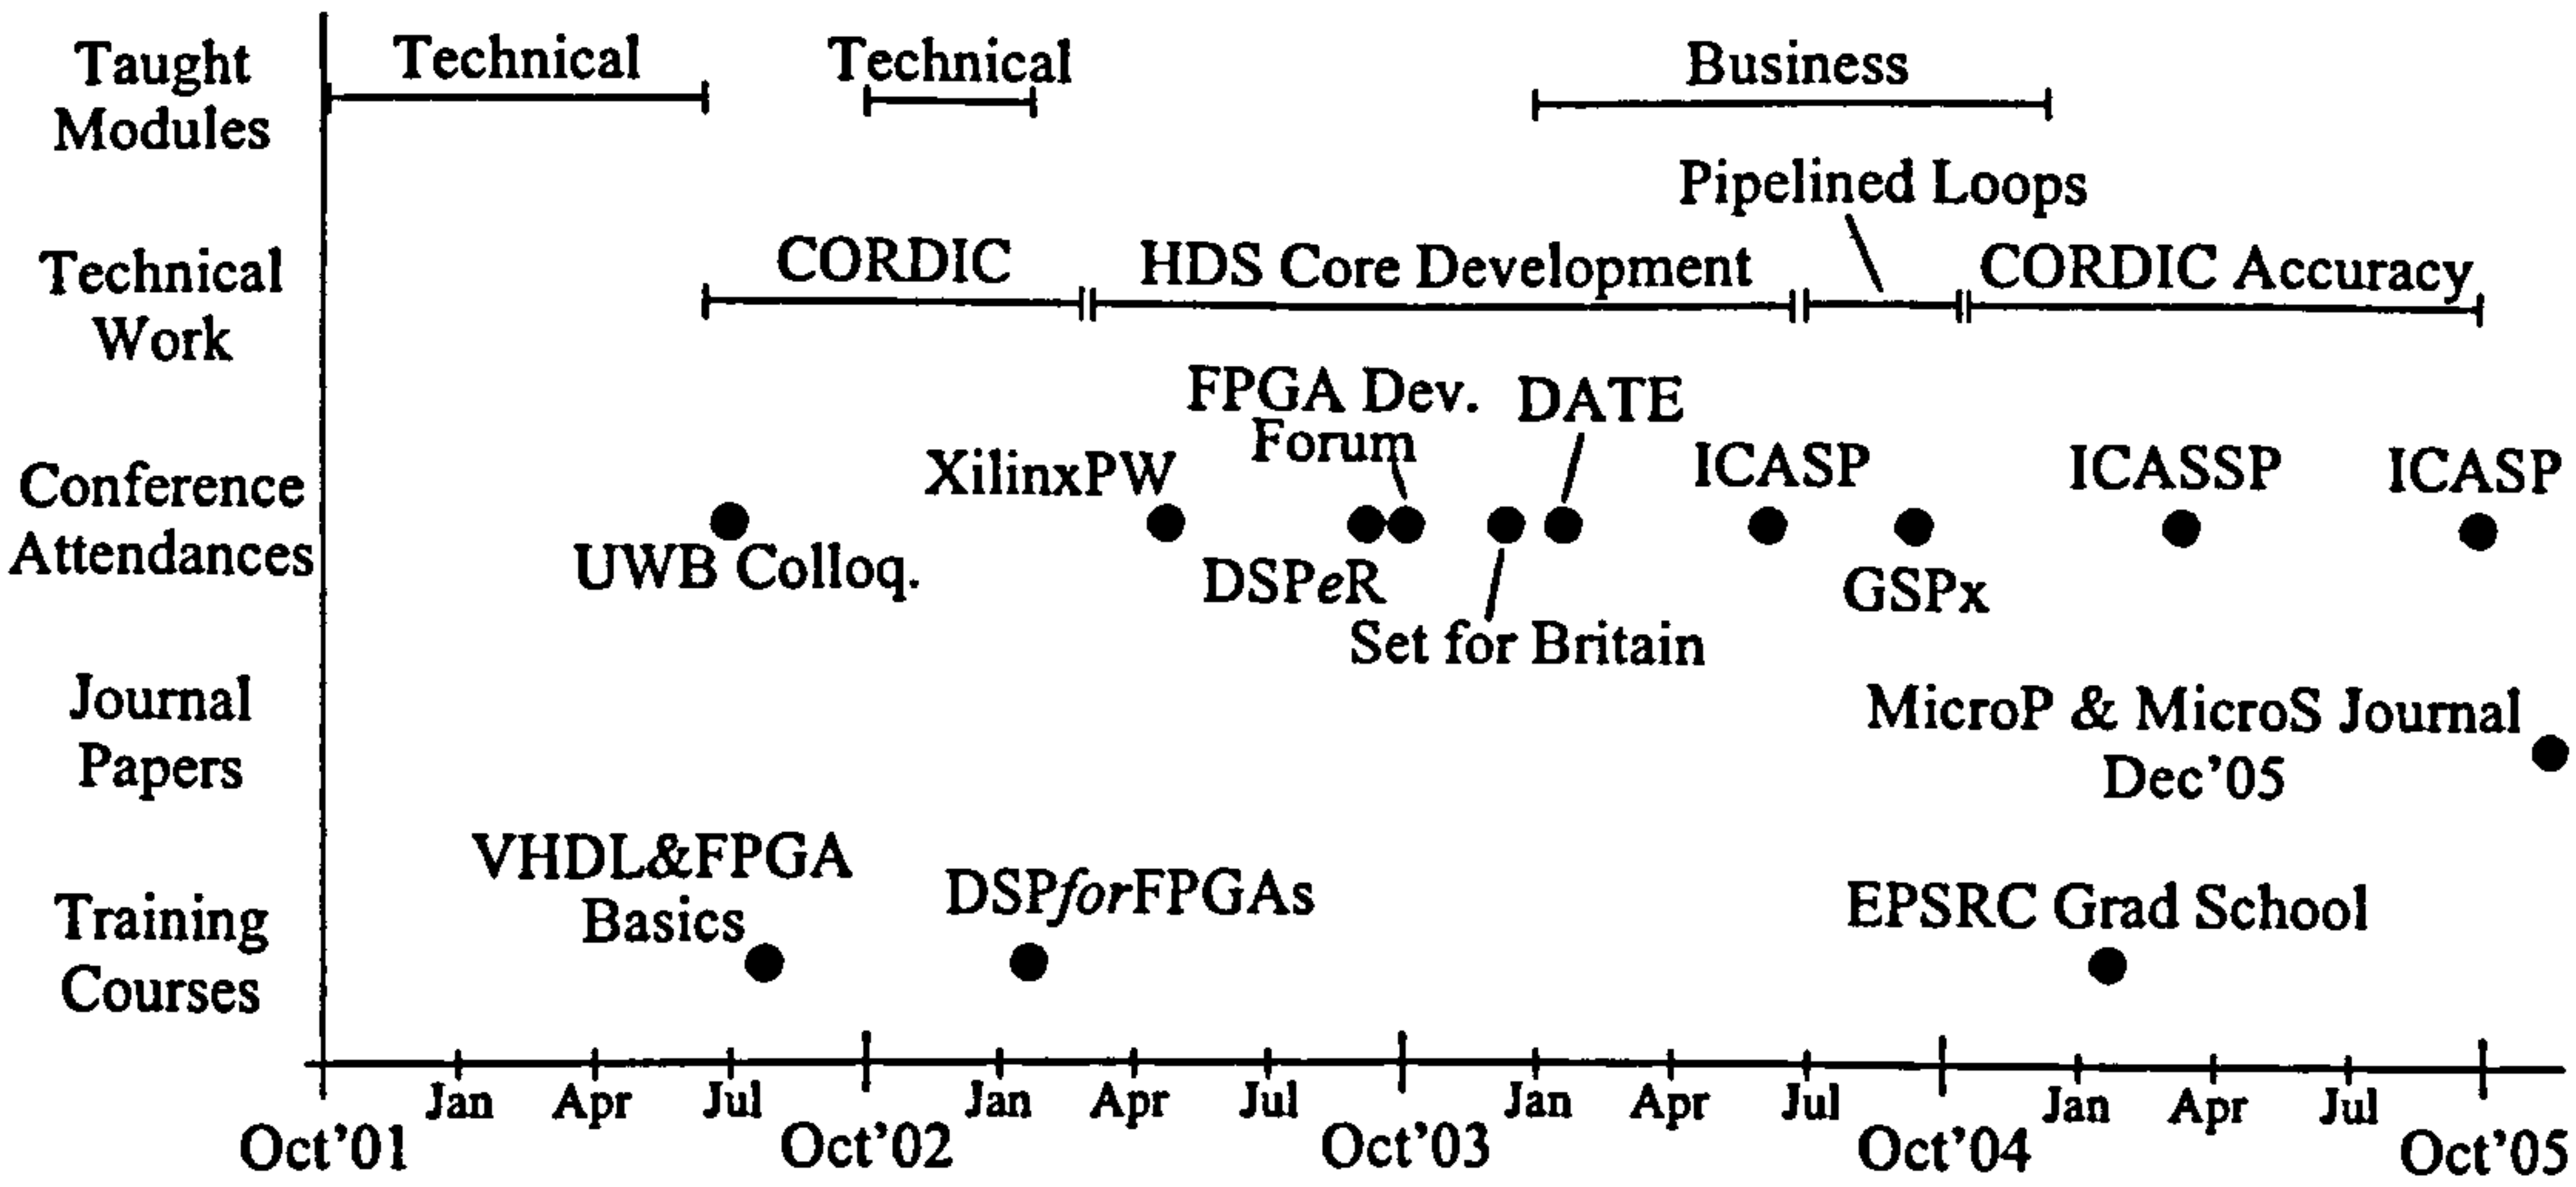 Taught
Modules
Technical
Technical
Business
Pipelined Loops
Technical
Work
CORDIC
HDS Core Development
CORDIC Accuracy
FPGA Dev.
Forum
DATE
Conference
Attendances
XilinxPW
ICASP
ICASSP
ICASP
UWB Colloq.
DSPeR
GSPx
Set for Britain
Journal
Papers
MicroP & MicroS Journal
Dec'05
Training
Courses
VHDL&FPGA
Basics
DSPforFPGAs
EPSRC Grad School
Jan Apr Jul Jan Apr Jul Jan Apr Jul Jan Apr Jul
Oct'01 Oct'02 Oct'03 Oct'04 Oct'05